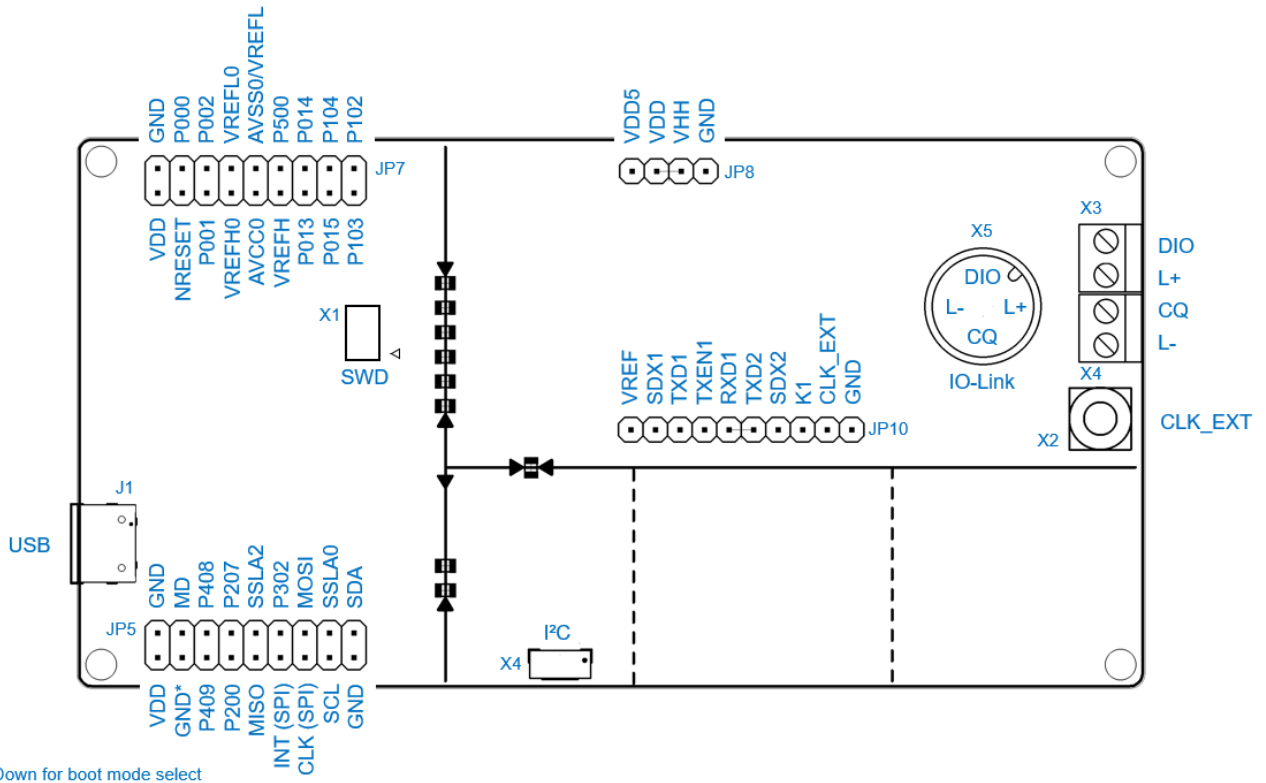 GND
P000
P002
VREFL0
AVSS0/VREFL
P500
P014
P104
P102
JP7
VDD
NRESET
P001
VREFH0
AVCC0
VREFH
P013
P015
P103
VDD5
VDD
VHH
GND
JP8
X3
DIO
L+
CQ
L-
X4
X5
DIO
L- L+
CQ
IO-Link
X1
SWD
VREF
SDX1
TXD1
TXEN1
RXD1
TXD2
SDX2
K1
CLK_EXT
GND
JP10
X2
CLK_EXT
J1
USB
GND
MD
P408
P207
SSLA2
P302
MOSI
SSLA0
SDA
JP5
VDD
GND*
P409
P200
MISO
INT (SPI)
CLK (SPI)
SCL
GND
I²C
X4
Down for boot mode select